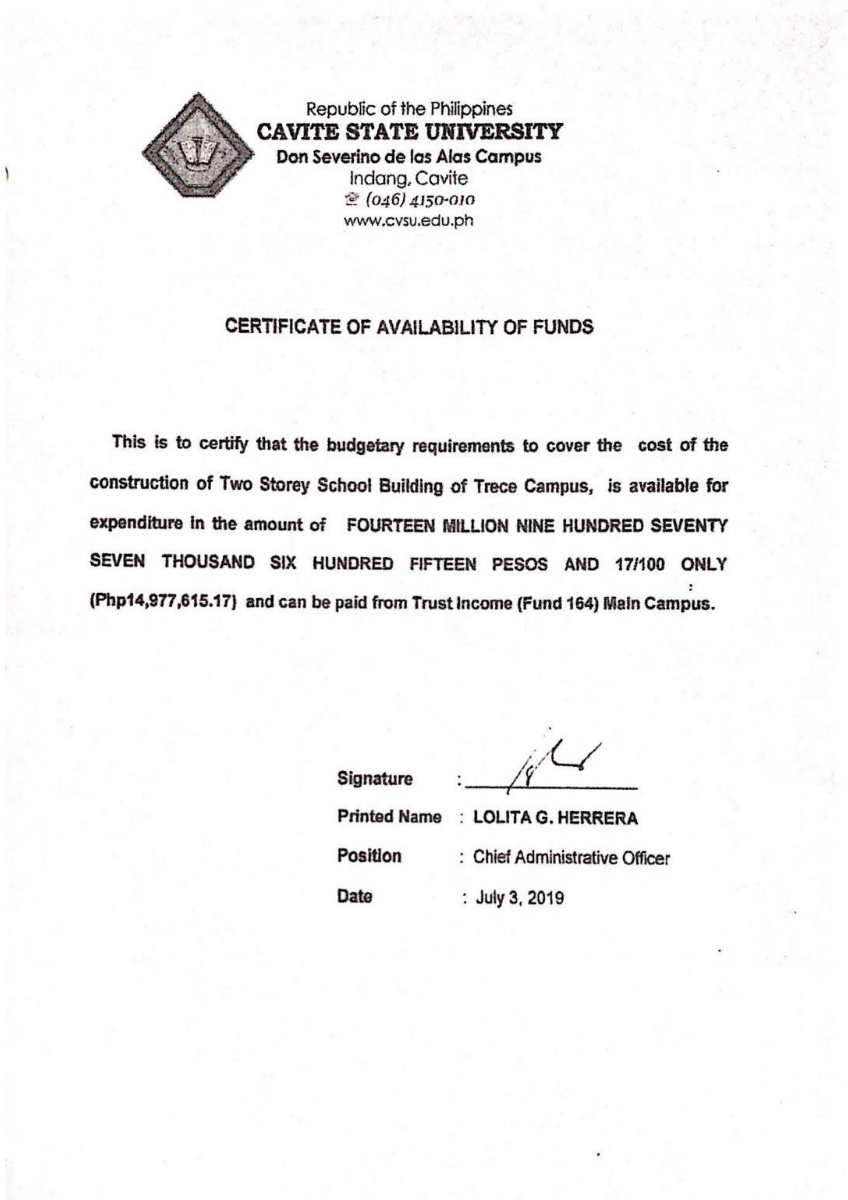 Republic of the Philippines
CAVITE STATE UNIVERSITY
Don Severino de las Alas Campus
Indang, Cavite
☏ (046) 4150-010
www.cvsu.edu.ph
CERTIFICATE OF AVAILABILITY OF FUNDS
This is to certify that the budgetary requirements to cover the cost of the
construction of Two Storey School Building of Trece Campus, is available for
expenditure in the amount of FOURTEEN MILLION NINE HUNDRED SEVENTY
SEVEN THOUSAND SIX HUNDRED FIFTEEN PESOS AND 17/100 ONLY
(Php14,977,615.17) and can be paid from Trust Income (Fund 164) Main Campus.
Signature :
Printed Name : LOLITA G. HERRERA
Position : Chief Administrative Officer
Date : July 3, 2019